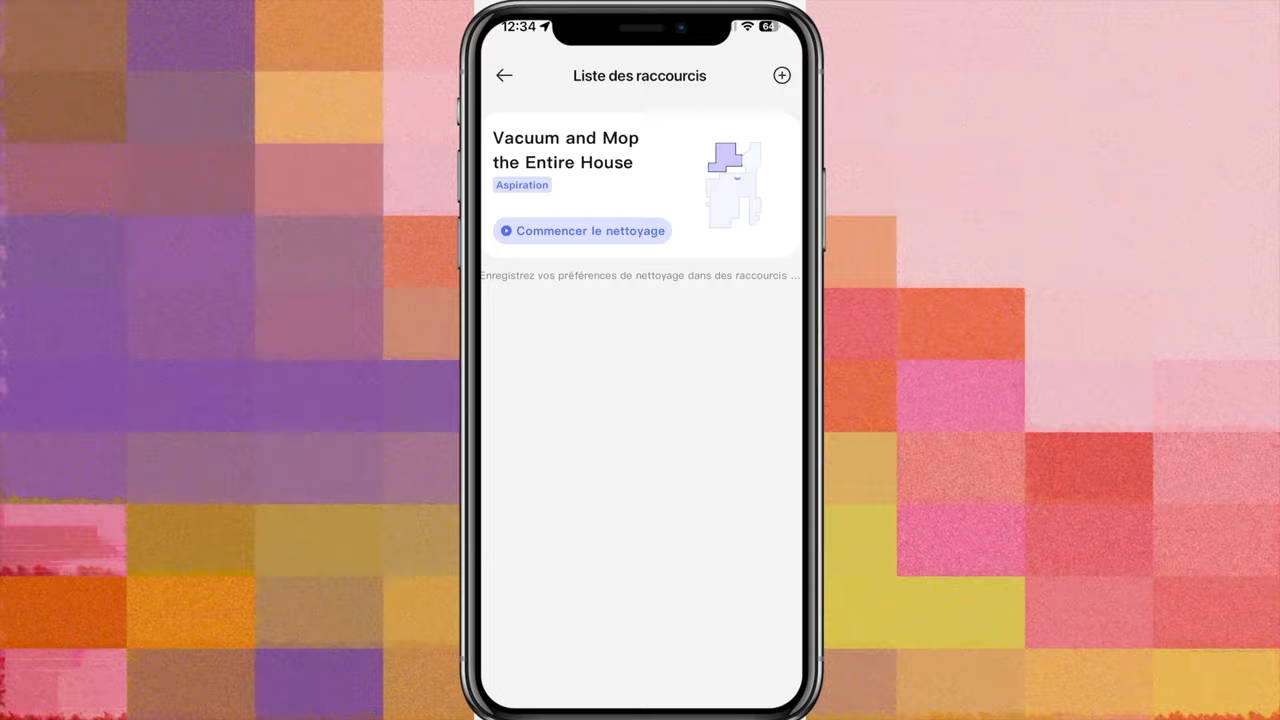 12:34
64
Liste des raccourcis
Vacuum and Mop
the Entire House
Aspiration
Commencer le nettoyage
Enregistrez vos préférences de nettoyage dans des raccourcis ...